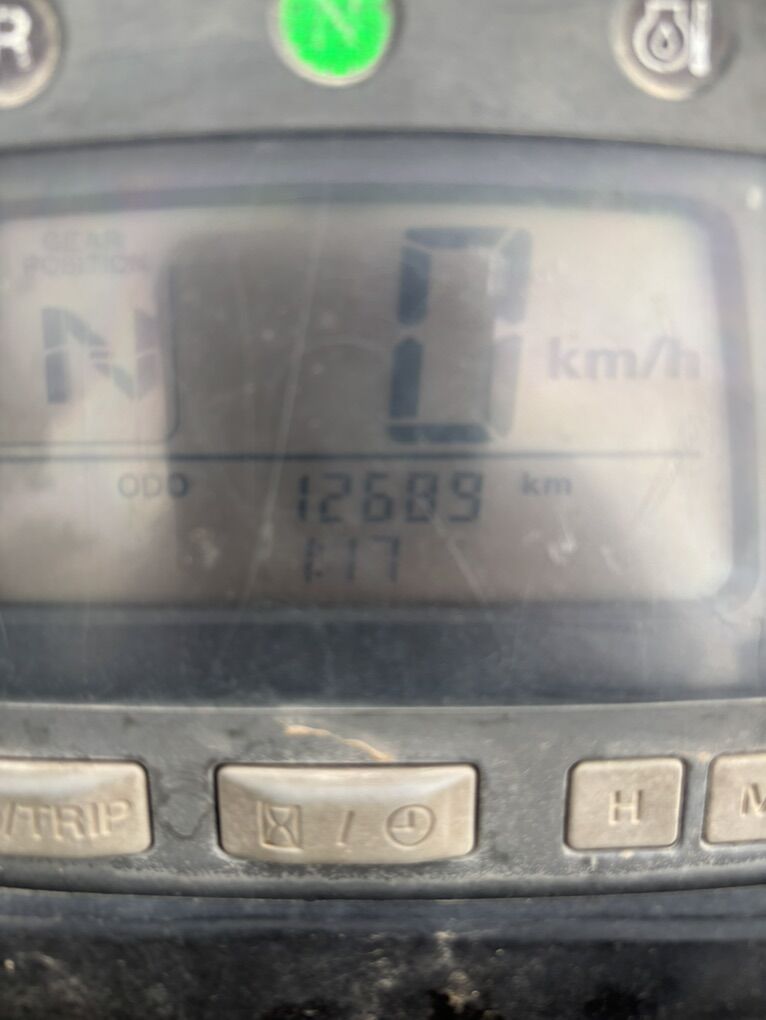 R N
GEAR
POSITION
N 0 km/h
ODO 12689 km
1:17
/TRIP / H M